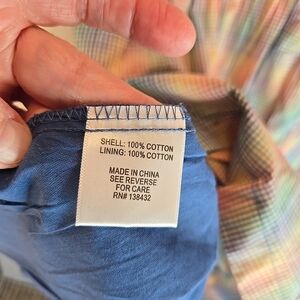 SHELL: 100% COTTON
LINING: 100% COTTON
MADE IN CHINA
SEE REVERSE
FOR CARE
RN# 138432